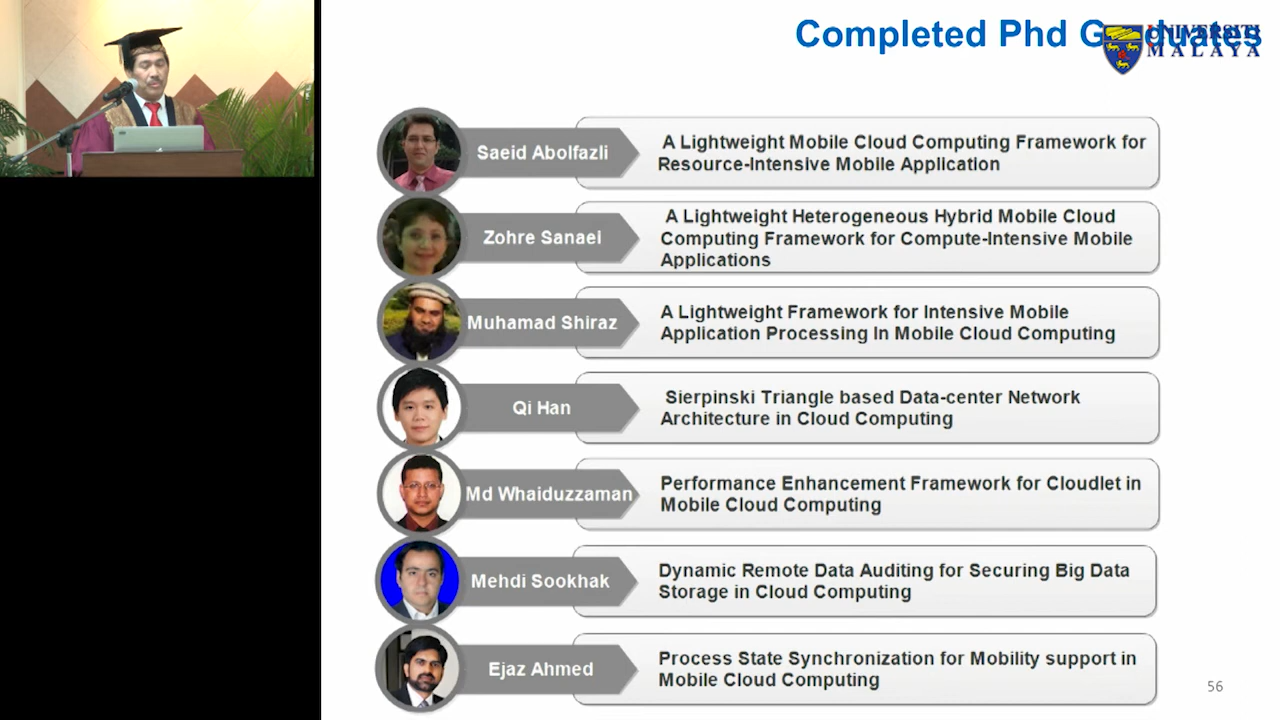 Completed Phd G duates
UNIVERSITI
MALAYA
Saeid Abolfazli
A Lightweight Mobile Cloud Computing Framework for
Resource-Intensive Mobile Application
Zohre Sanaei
A Lightweight Heterogeneous Hybrid Mobile Cloud
Computing Framework for Compute-Intensive Mobile
Applications
Muhamad Shiraz
A Lightweight Framework for Intensive Mobile
Application Processing In Mobile Cloud Computing
Qi Han
Sierpinski Triangle based Data-center Network
Architecture in Cloud Computing
Md Whaiduzzaman
Performance Enhancement Framework for Cloudlet in
Mobile Cloud Computing
Mehdi Sookhak
Dynamic Remote Data Auditing for Securing Big Data
Storage in Cloud Computing
Ejaz Ahmed
Process State Synchronization for Mobility support in
Mobile Cloud Computing
56